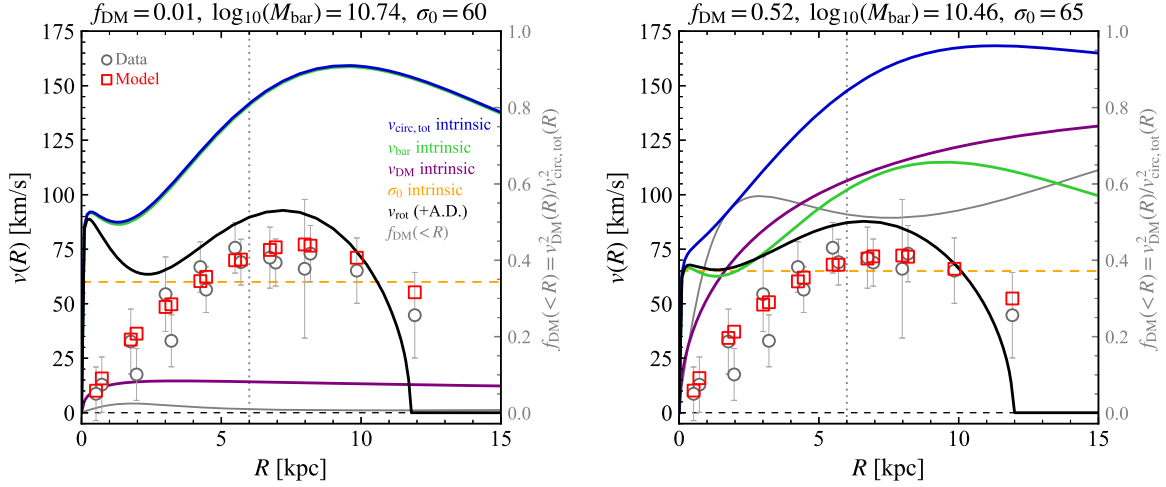 f_DM = 0.01, log₁₀(M_bar) = 10.74, σ₀ = 60
175
150
125
100
75
50
25
0
v(R) [km/s]
Data
Model
v_circ,tot intrinsic
v_bar intrinsic
v_DM intrinsic
σ₀ intrinsic
v_rot (+A.D.)
f_DM(<R)
1.0
0.8
0.6
0.4
0.2
0.0
f_DM(<R) = v²_DM(R)/v²_circ,tot(R)
0 5 10 15
R [kpc]
f_DM = 0.52, log₁₀(M_bar) = 10.46, σ₀ = 65
175
150
125
100
75
50
25
0
v(R) [km/s]
1.0
0.8
0.6
0.4
0.2
0.0
f_DM(<R) = v²_DM(R)/v²_circ,tot(R)
0 5 10 15
R [kpc]